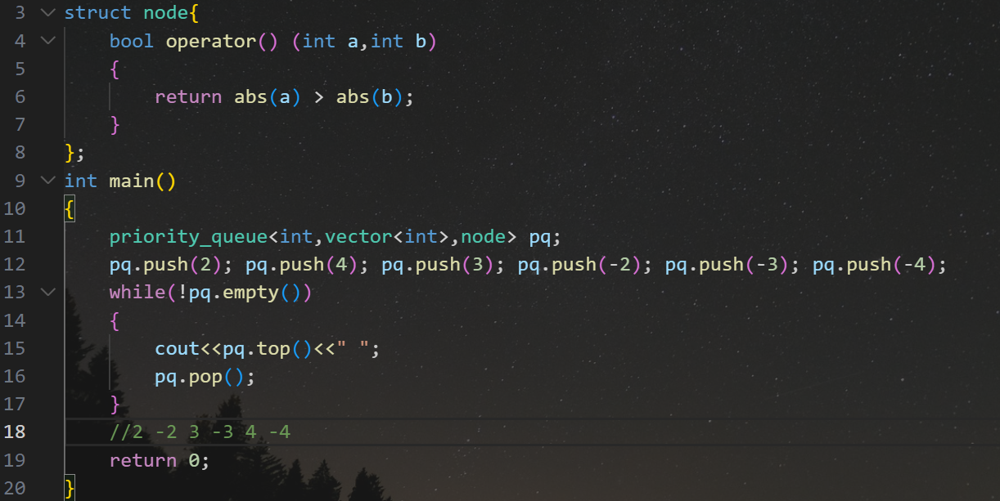 3 struct node{
4 bool operator() (int a,int b)
5 {
6 return abs(a) > abs(b);
7 }
8 };
9 int main()
10 {
11 priority_queue<int,vector<int>,node> pq;
12 pq.push(2); pq.push(4); pq.push(3); pq.push(-2); pq.push(-3); pq.push(-4);
13 while(!pq.empty())
14 {
15 cout<<pq.top()<<" ";
16 pq.pop();
17 }
18 //2 -2 3 -3 4 -4
19 return 0;
20 }